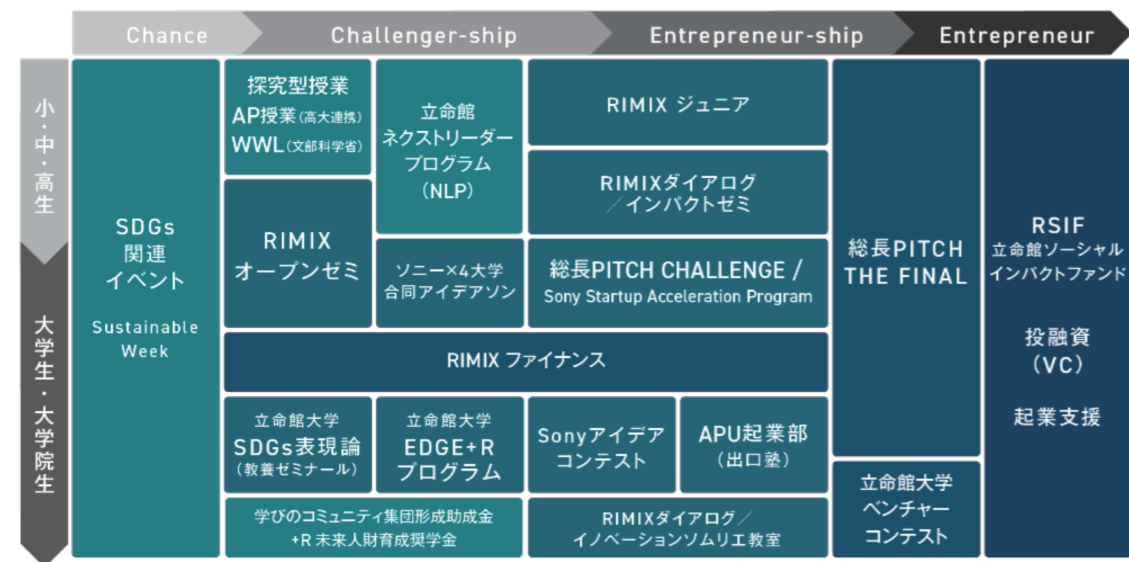 Chance
Challenger-ship
Entrepreneur-ship
Entrepreneur
小・中・高生
大学生・大学院生
SDGs
関連
イベント
Sustainable
Week
探究型授業
AP授業(高大連携)
WWL(文部科学省)
立命館
ネクストリーダー
プログラム
(NLP)
RIMIX ジュニア
RIMIXダイアログ
/インパクトゼミ
RIMIX
オープンゼミ
ソニー×4大学
合同アイデアソン
総長PITCH CHALLENGE /
Sony Startup Acceleration Program
RIMIX ファイナンス
立命館大学
SDGs表現論
(教養ゼミナール)
立命館大学
EDGE+R
プログラム
Sonyアイデア
コンテスト
APU起業部
(出口塾)
学びのコミュニティ集団形成助成金
+R 未来人財育成奨学金
RIMIXダイアログ/
イノベーションソムリエ教室
総長PITCH
THE FINAL
立命館大学
ベンチャー
コンテスト
RSIF
立命館ソーシャル
インパクトファンド
投融資
(VC)
起業支援